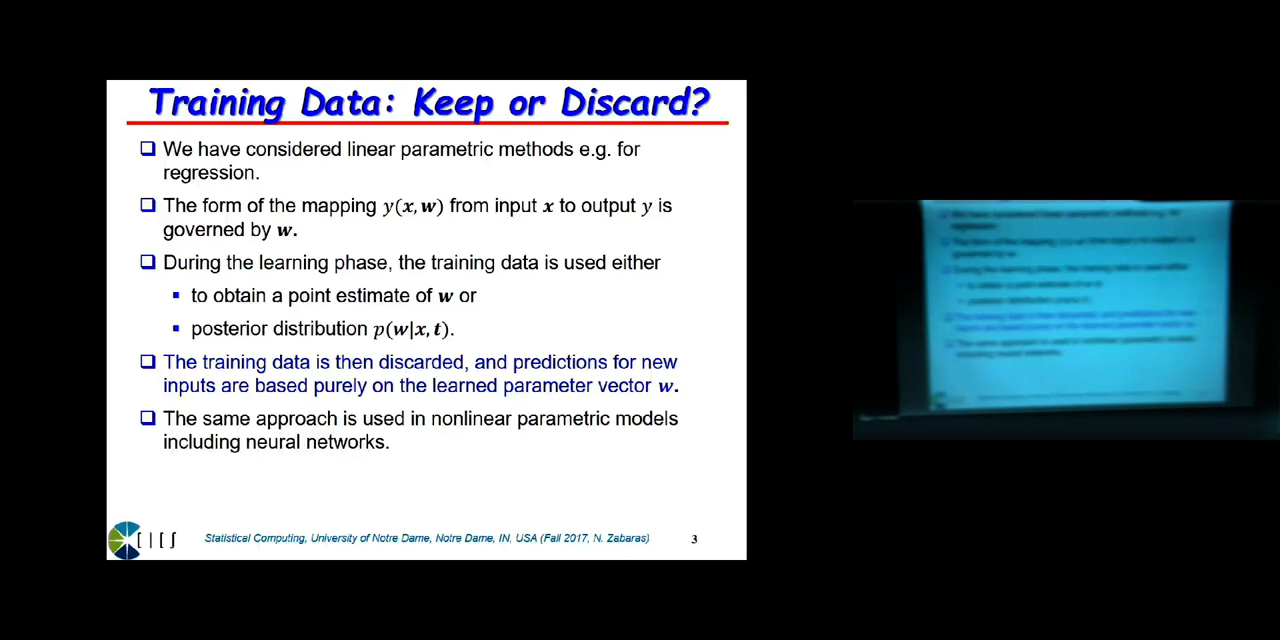 Training Data: Keep or Discard?
❑ We have considered linear parametric methods e.g. for
regression.
❑ The form of the mapping y(x, w) from input x to output y is
governed by w.
❑ During the learning phase, the training data is used either
▪ to obtain a point estimate of w or
▪ posterior distribution p(w|x, t).
❑ The training data is then discarded, and predictions for new
inputs are based purely on the learned parameter vector w.
❑ The same approach is used in nonlinear parametric models
including neural networks.
Statistical Computing, University of Notre Dame, Notre Dame, IN, USA (Fall 2017, N. Zabaras)
3